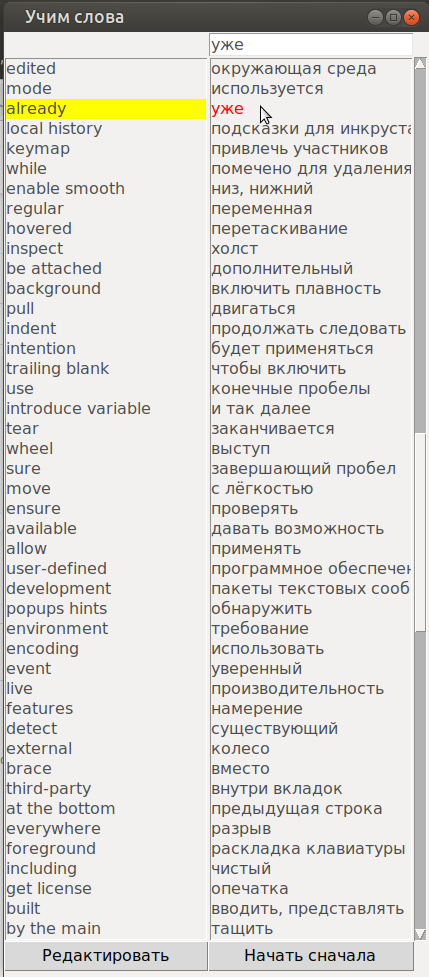 Учим слова
уже
edited окружающая среда
mode используется
already уже
local history подсказки для инкруста
keymap привлечь участников
while помечено для удаления
enable smooth низ, нижний
regular переменная
hovered перетаскивание
inspect холст
be attached дополнительный
background включить плавность
pull двигаться
indent продолжать следовать
intention будет применяться
trailing blank чтобы включить
use конечные пробелы
introduce variable и так далее
tear заканчивается
wheel выступ
sure завершающий пробел
move с лёгкостью
ensure проверять
available давать возможность
allow применять
user-defined программное обеспечен
development пакеты текстовых сооб
popups hints обнаружить
environment требование
encoding использовать
event уверенный
live производительность
features намерение
detect существующий
external колесо
brace вместо
third-party внутри вкладок
at the bottom предыдущая строка
everywhere разрыв
foreground раскладка клавиатуры
including чистый
get license опечатка
built вводить, представлять
by the main тащить
Редактировать Начать сначала